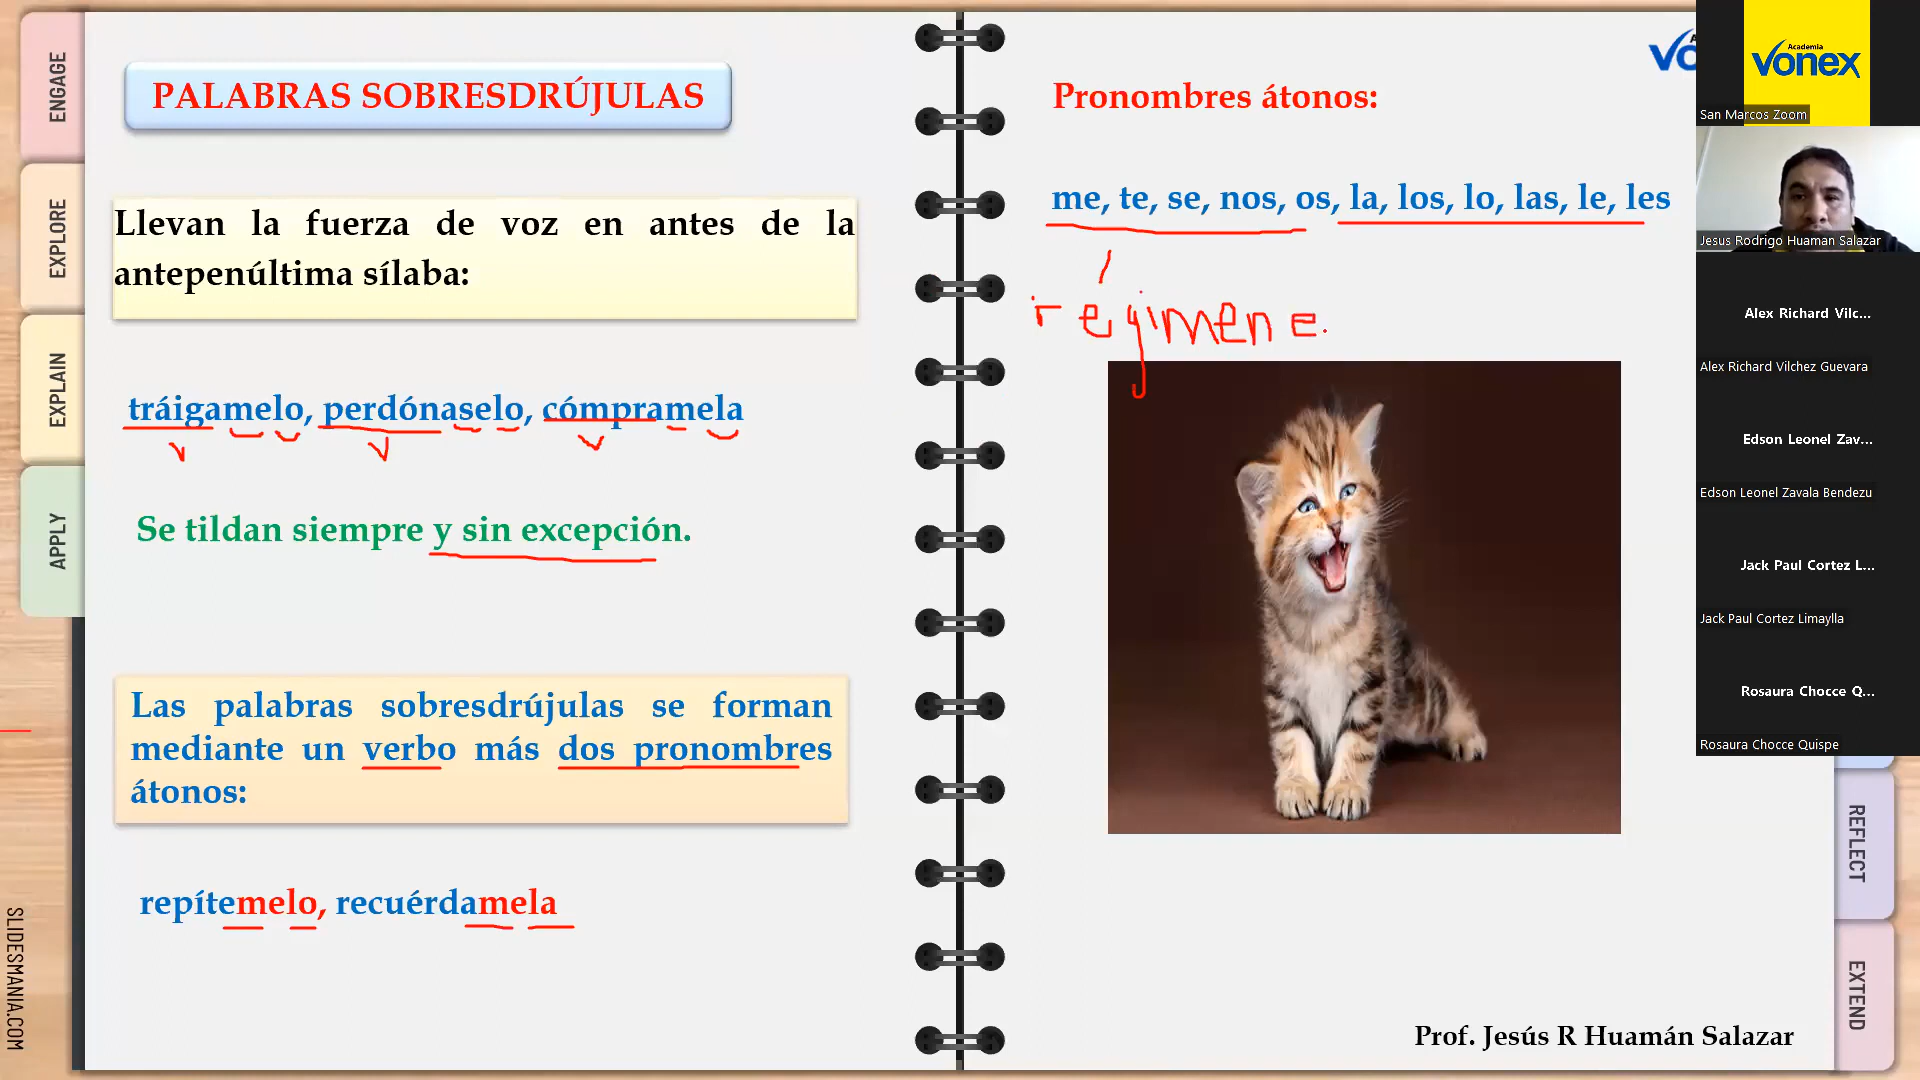 ENGAGE
EXPLORE
EXPLAIN
APPLY
SLIDESMANIA.COM
PALABRAS SOBRESDRÚJULAS
Llevan la fuerza de voz en antes de la
antepenúltima sílaba:
tráigamelo, perdónaselo, cómpramela
v v v
Se tildan siempre y sin excepción.
Las palabras sobresdrújulas se forman
mediante un verbo más dos pronombres
átonos:
repítemelo, recuérdamela
Pronombres átonos:
me, te, se, nos, os, la, los, lo, las, le, les
régimene
Prof. Jesús R Huamán Salazar
REFLECT
EXTEND
Academia
vonex
San Marcos Zoom
Jesus Rodrigo Huaman Salazar
Alex Richard Vilc...
Alex Richard Vilchez Guevara
Edson Leonel Zav...
Edson Leonel Zavala Bendezu
Jack Paul Cortez L...
Jack Paul Cortez Limaylla
Rosaura Chocce Q...
Rosaura Chocce Quispe